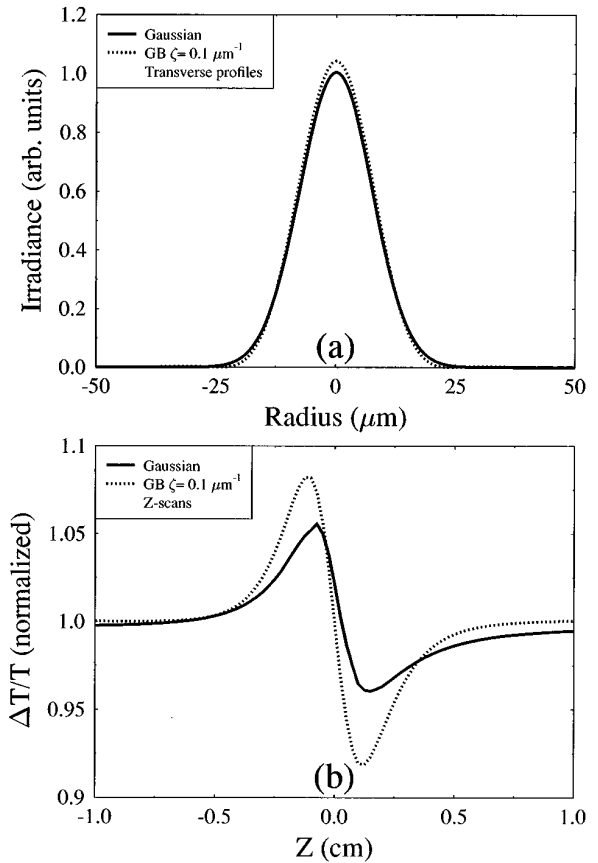 Gaussian
GB ζ= 0.1 μm⁻¹
Transverse profiles
Irradiance (arb. units)
1.2
1.0
0.8
0.6
0.4
0.2
0.0
(a)
-50
-25
0
25
50
Radius (μm)
Gaussian
GB ζ= 0.1 μm⁻¹
Z-scans
ΔT/T (normalized)
1.1
1.05
1.0
0.95
0.9
(b)
-1.0
-0.5
0.0
0.5
1.0
Z (cm)